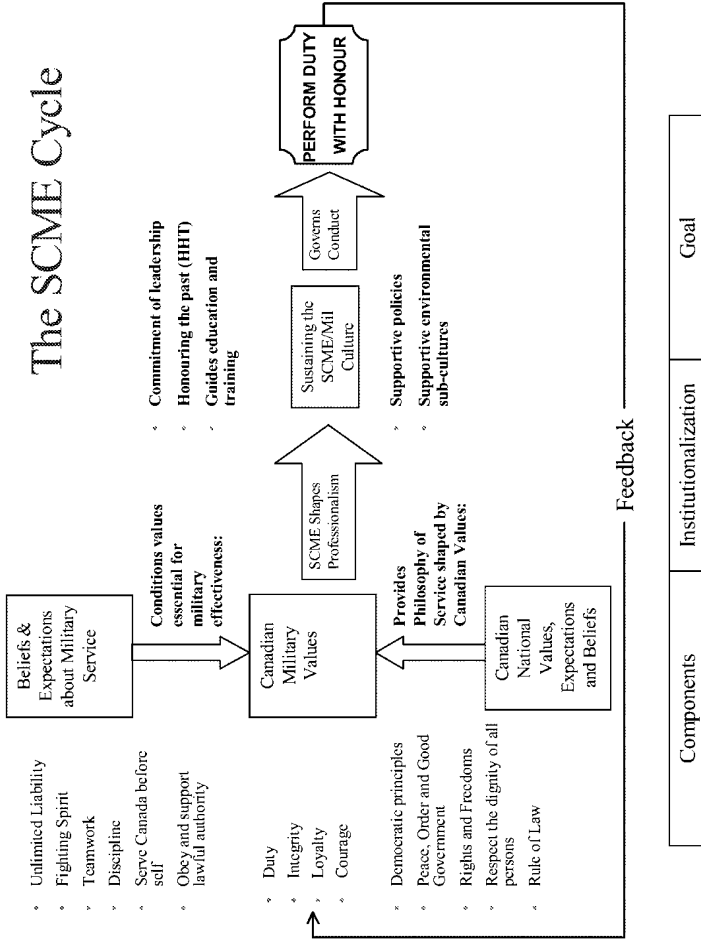 The SCME Cycle
Unlimited Liability
Fighting Spirit
Teamwork
Discipline
Serve Canada before
self
Obey and support
lawful authority
Beliefs &
Expectations
about Military
Service
Conditions values
essential for
military
effectiveness:
Commitment of leadership
Honouring the past (HHT)
Guides education and
training
Duty
Integrity
Loyalty
Courage
Canadian
Military
Values
SCME Shapes
Professionalism
Sustaining the
SCME/Mil
Culture
Governs
Conduct
PERFORM DUTY
WITH HONOUR
Democratic principles
Peace, Order and Good
Government
Rights and Freedoms
Respect the dignity of all
persons
Rule of Law
Canadian
National
Values,
Expectations
and Beliefs
Provides
Philosophy of
Service shaped by
Canadian Values:
Supportive policies
Supportive environmental
sub-cultures
Feedback
Components
Institutionalization
Goal